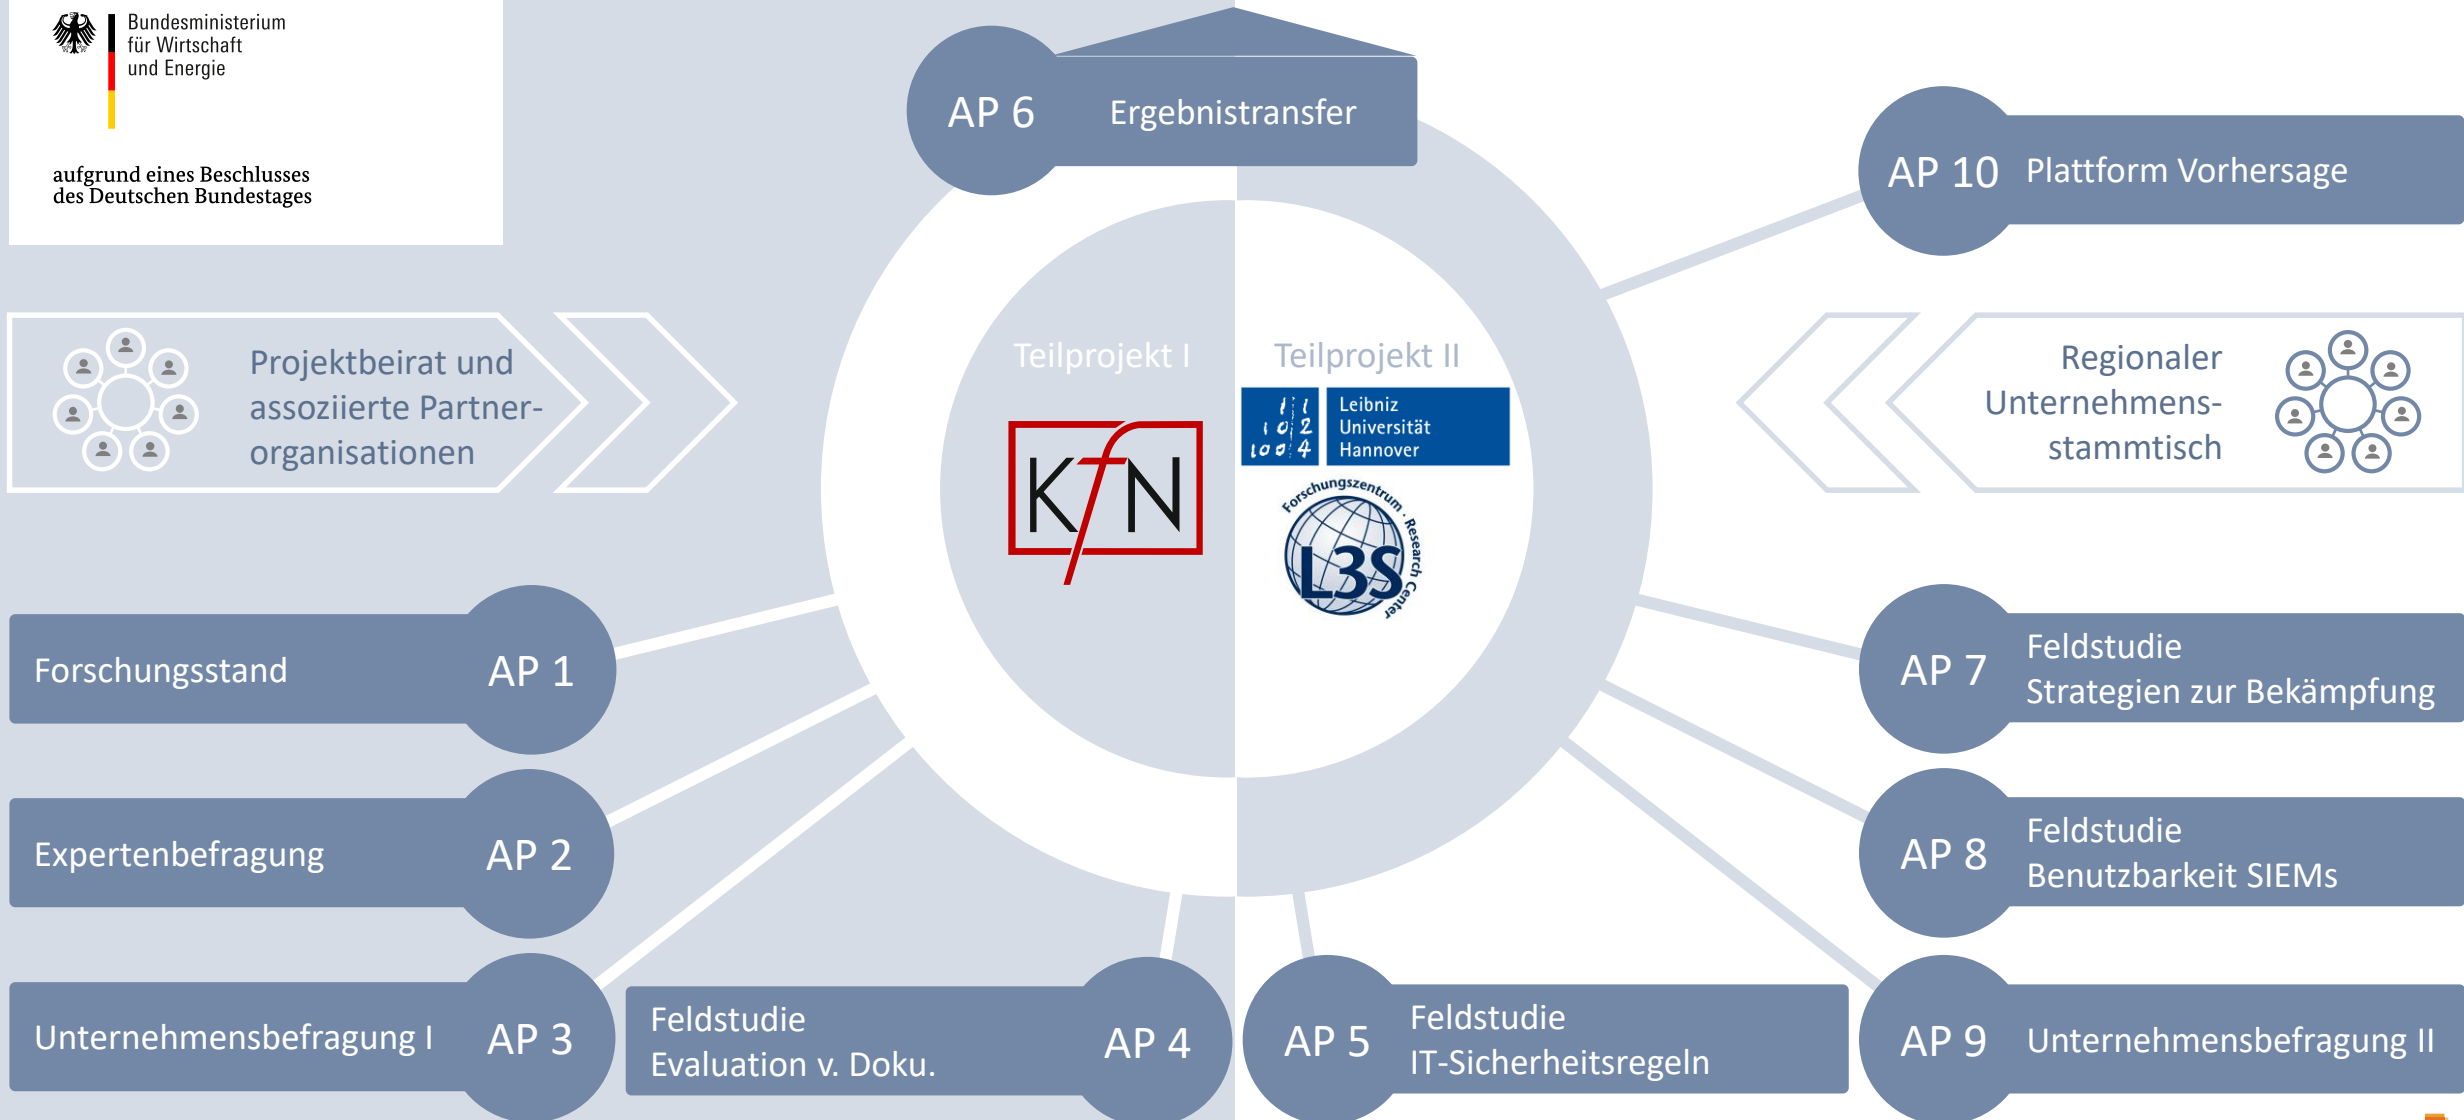 Bundesministerium
für Wirtschaft
und Energie
aufgrund eines Beschlusses
des Deutschen Bundestages
AP 6
Ergebnistransfer
AP 10
Plattform Vorhersage
Projektbeirat und
assoziierte Partner-
organisationen
Teilprojekt I
KfN
Teilprojekt II
Leibniz
Universität
Hannover
Forschungszentrum · Research Center
L3S
Regionaler
Unternehmens-
stammtisch
Forschungsstand
AP 1
Expertenbefragung
AP 2
Unternehmensbefragung I
AP 3
Feldstudie
Evaluation v. Doku.
AP 4
AP 5
Feldstudie
IT-Sicherheitsregeln
AP 7
Feldstudie
Strategien zur Bekämpfung
AP 8
Feldstudie
Benutzbarkeit SIEMs
AP 9
Unternehmensbefragung II